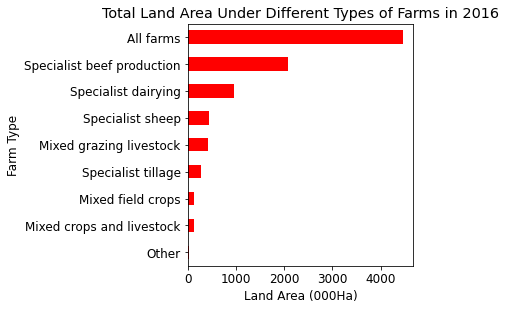 Total Land Area Under Different Types of Farms in 2016
All farms
Specialist beef production
Specialist dairying
Specialist sheep
Mixed grazing livestock
Specialist tillage
Mixed field crops
Mixed crops and livestock
Other
Farm Type
0 1000 2000 3000 4000
Land Area (000Ha)